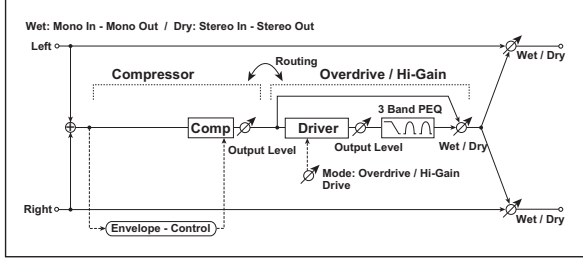 Wet: Mono In - Mono Out / Dry: Stereo In - Stereo Out
Left
Wet / Dry
Routing
Compressor
Overdrive / Hi-Gain
3 Band PEQ
Comp
Driver
Output Level
Output Level
Wet / Dry
Mode: Overdrive / Hi-Gain
Drive
Right
Wet / Dry
Envelope - Control